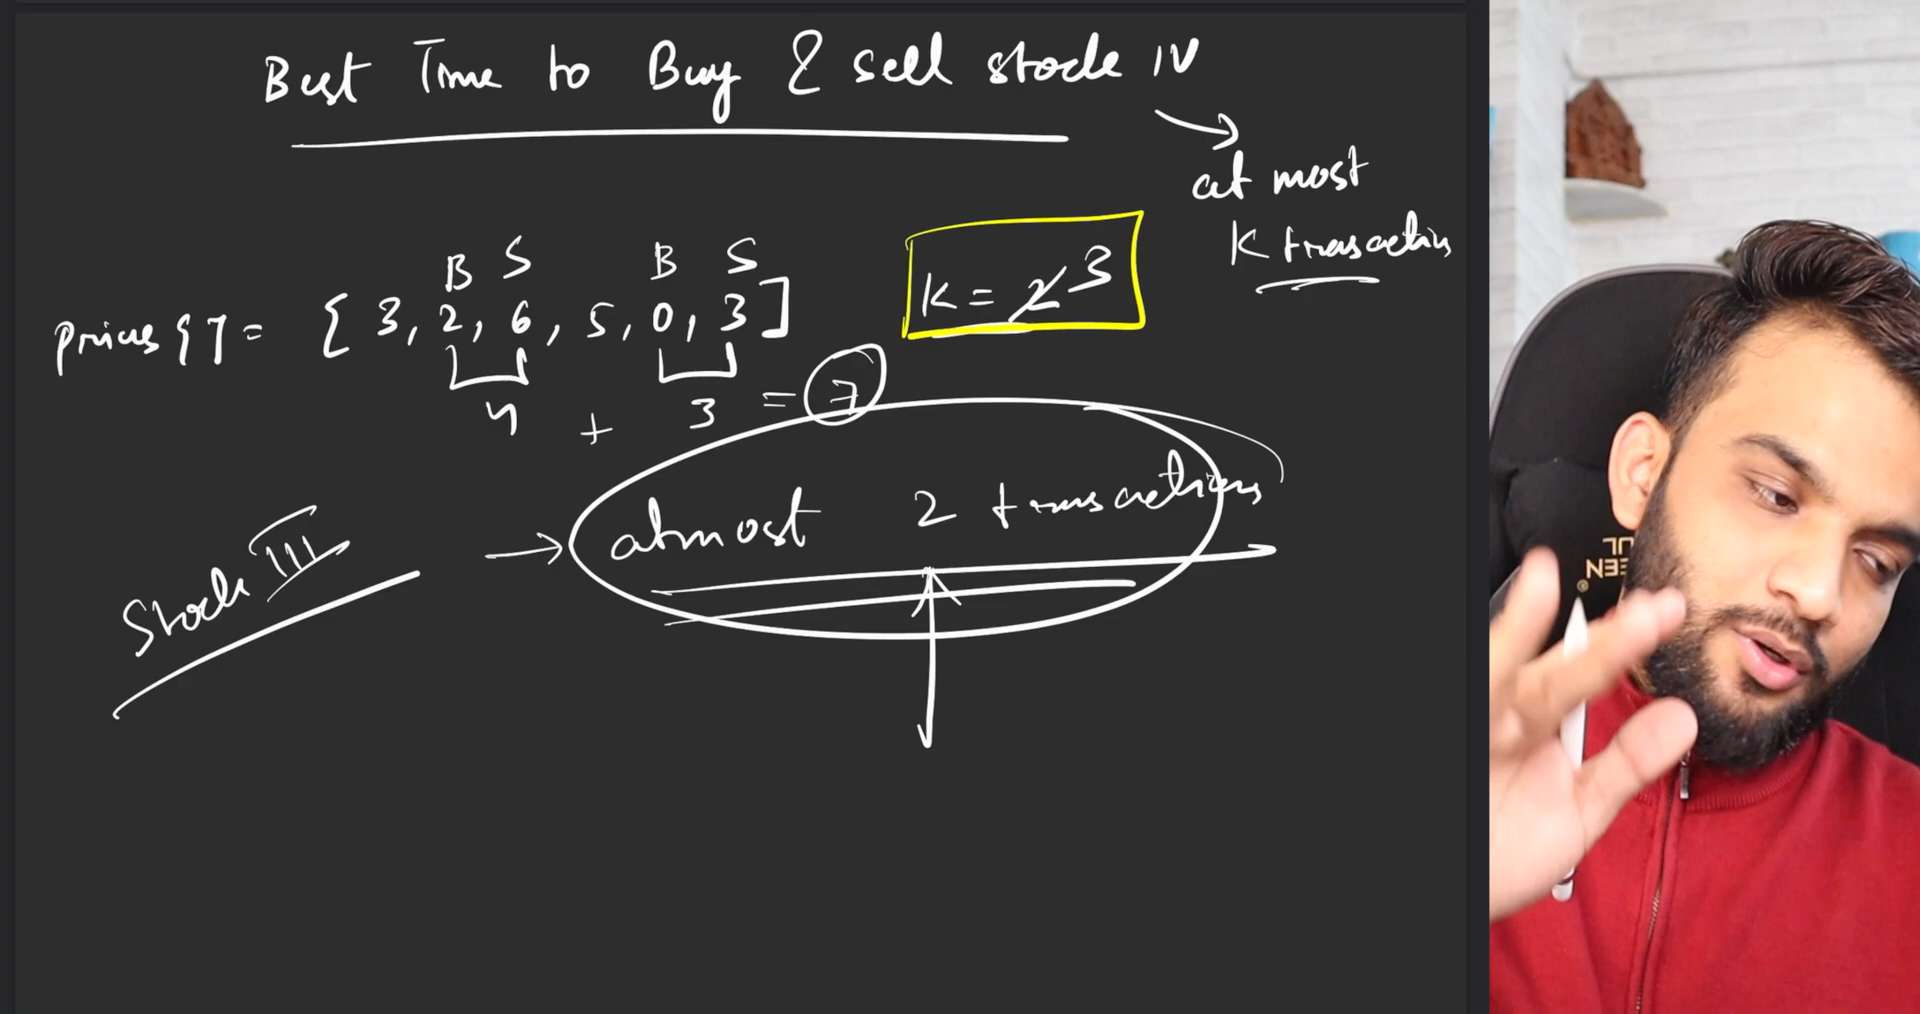 Best Time to Buy & sell stock IV
at most
K transactions
B S B S
prices [] = [ 3, 2, 6, 5, 0, 3 ]
K = 2 3
4 + 3 = 7
atmost 2 transactions
Stock III